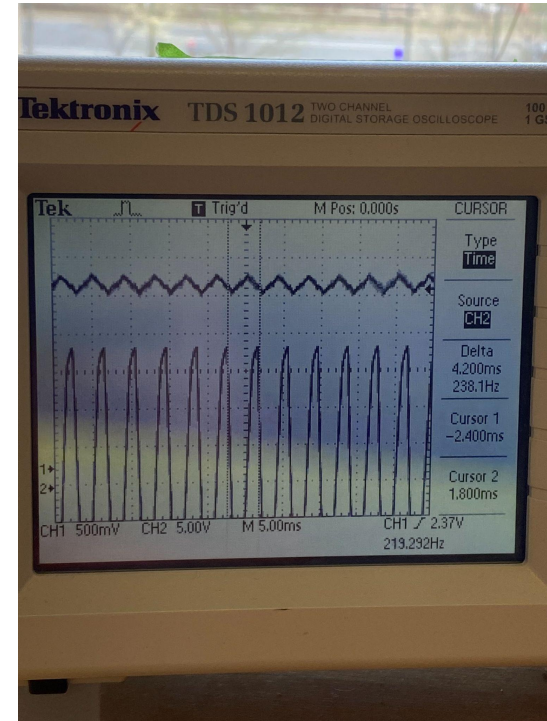 Tektronix TDS 1012 TWO CHANNEL 100
DIGITAL STORAGE OSCILLOSCOPE 1 GS
Tek T Trig'd M Pos: 0.000s CURSOR
Type
Time
Source
CH2
Delta
4.200ms
238.1Hz
Cursor 1
-2.400ms
Cursor 2
1.800ms
1
2
CH1 500mV CH2 5.00V M 5.00ms CH1 2.37V
219.292Hz